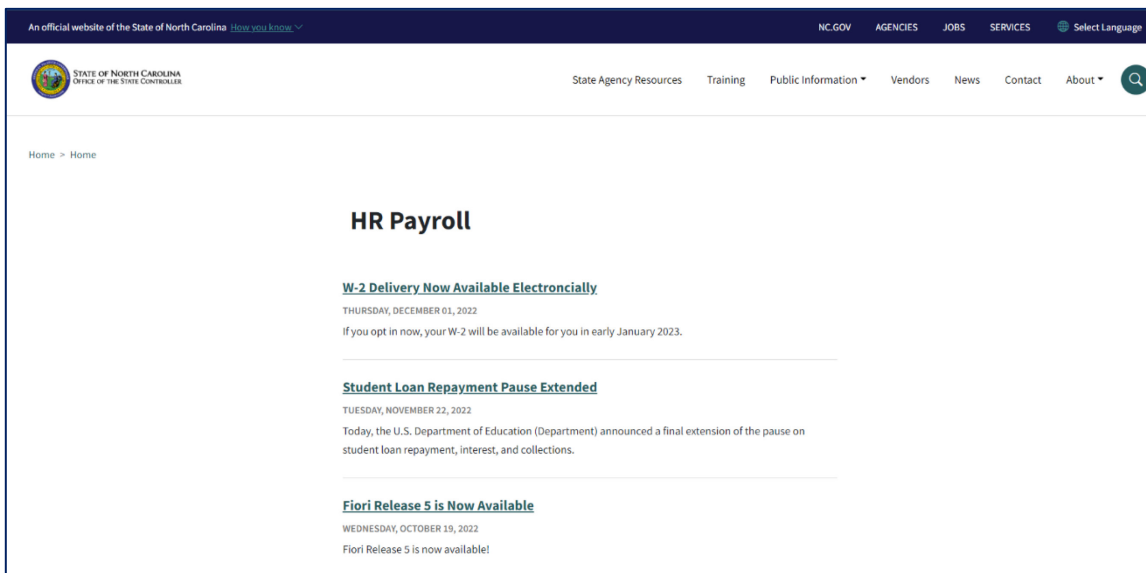 An official website of the State of North Carolina How you know
NC.GOV AGENCIES JOBS SERVICES Select Language
STATE OF NORTH CAROLINA
OFFICE OF THE STATE CONTROLLER
State Agency Resources Training Public Information Vendors News Contact About
Home > Home
HR Payroll
W-2 Delivery Now Available Electroncially
THURSDAY, DECEMBER 01, 2022
If you opt in now, your W-2 will be available for you in early January 2023.
Student Loan Repayment Pause Extended
TUESDAY, NOVEMBER 22, 2022
Today, the U.S. Department of Education (Department) announced a final extension of the pause on
student loan repayment, interest, and collections.
Fiori Release 5 is Now Available
WEDNESDAY, OCTOBER 19, 2022
Fiori Release 5 is now available!